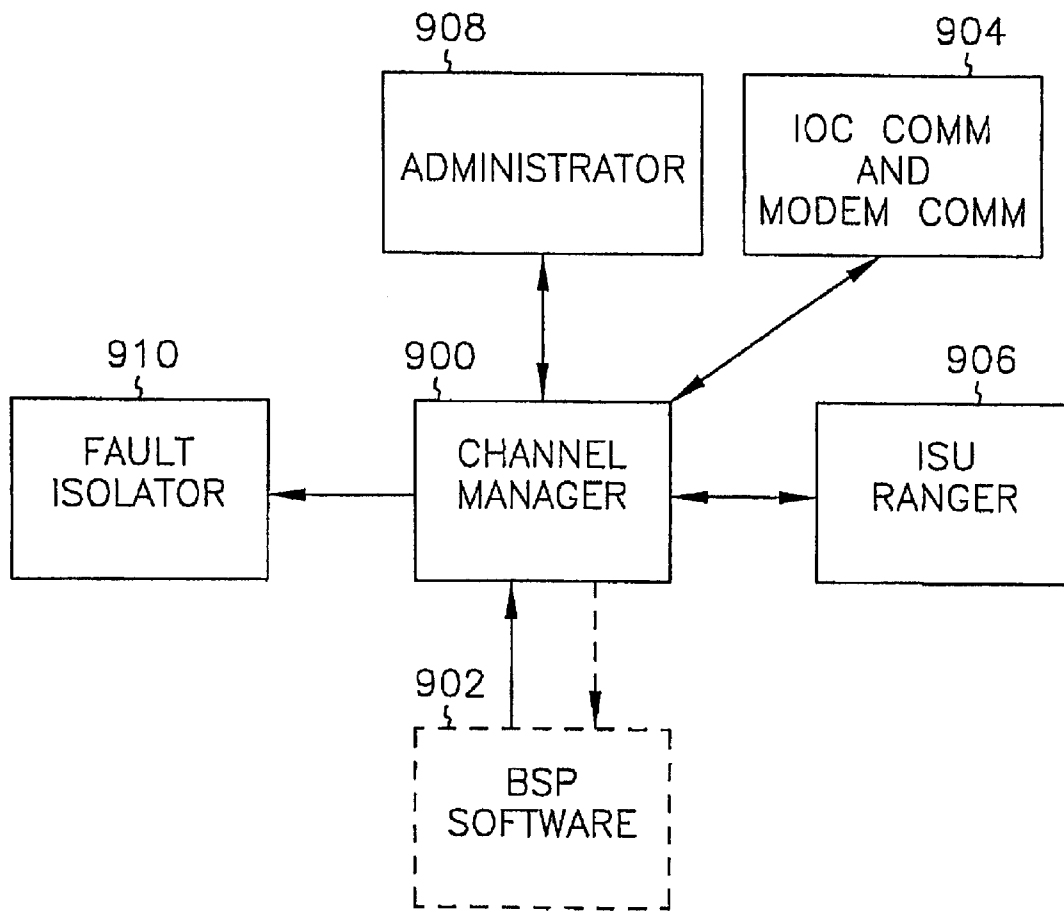 908
904
ADMINISTRATOR
IOC COMM
AND
MODEM COMM
910
900
906
FAULT
ISOLATOR
CHANNEL
MANAGER
ISU
RANGER
902
BSP
SOFTWARE